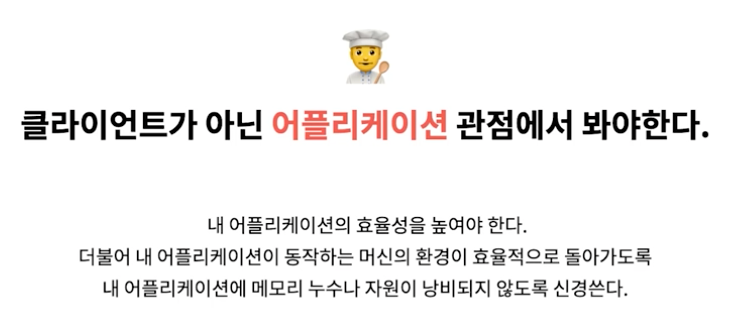 클라이언트가 아닌 어플리케이션 관점에서 봐야한다.
내 어플리케이션의 효율성을 높여야 한다.
더불어 내 어플리케이션이 동작하는 머신의 환경이 효율적으로 돌아가도록
내 어플리케이션에 메모리 누수나 자원이 낭비되지 않도록 신경쓴다.